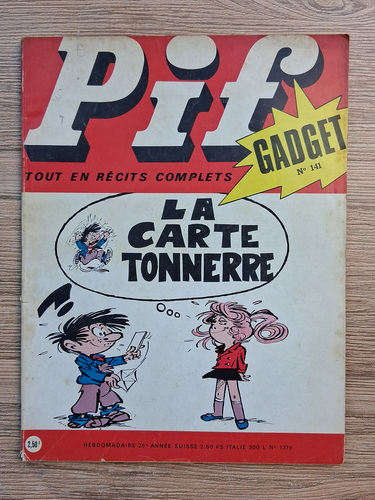 Pif
GADGET
N° 141
TOUT EN RÉCITS COMPLETS
LA
CARTE
TONNERRE
2,50F
HEBDOMADAIRE 26e ANNÉE SUISSE 2,50 FS ITALIE 500 L N° 1379